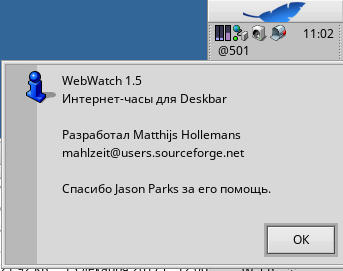 11:02
@501
WebWatch 1.5
Интернет-часы для Deskbar
Разработал Matthijs Hollemans
mahlzeit@users.sourceforge.net
Спасибо Jason Parks за его помощь.
ОК